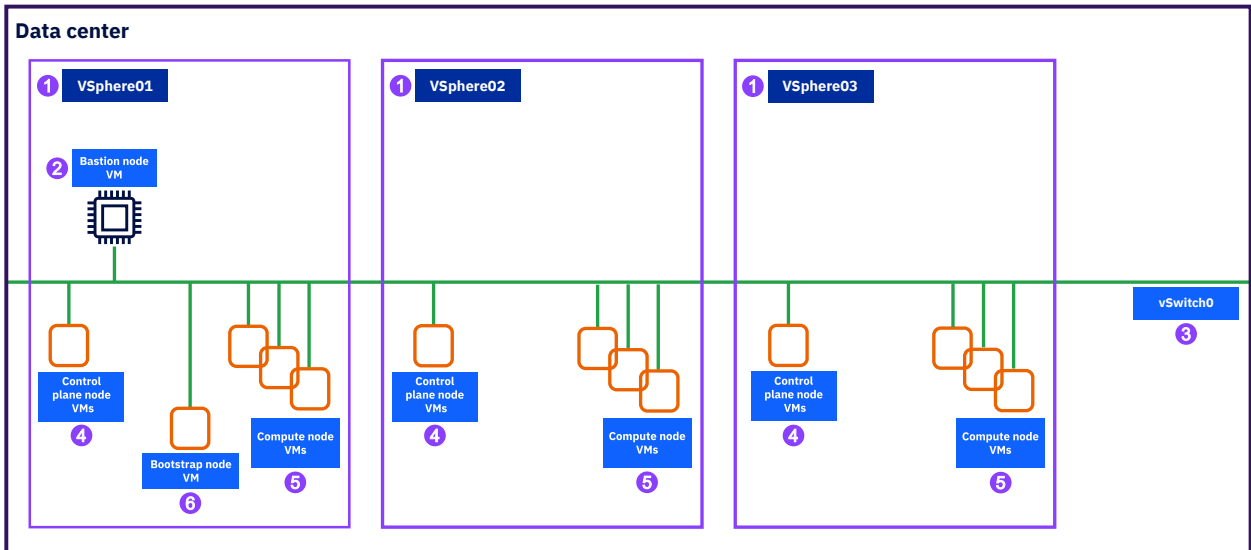 Data center
1
VSphere01
1
VSphere02
1
VSphere03
2
Bastion node
VM
vSwitch0
3
Control
plane node
VMs
4
Bootstrap node
VM
6
Compute node
VMs
5
Control
plane node
VMs
4
Compute node
VMs
5
Control
plane node
VMs
4
Compute node
VMs
5